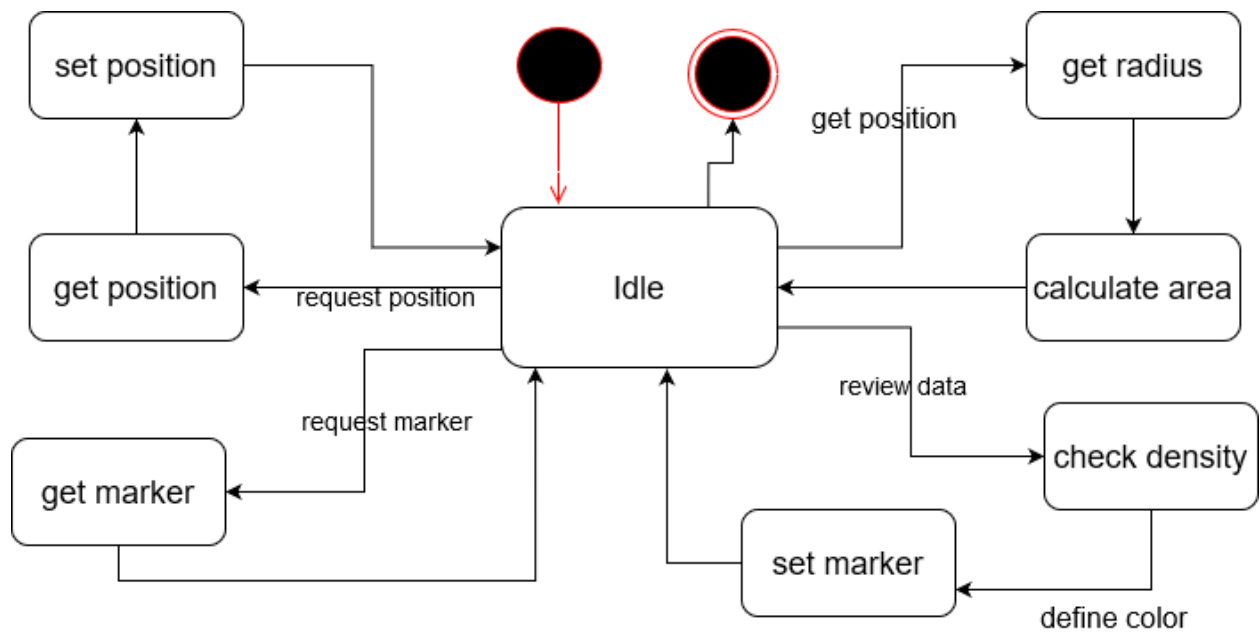 set position
get radius
get position
get position
request position
Idle
calculate area
review data
request marker
check density
get marker
set marker
define color